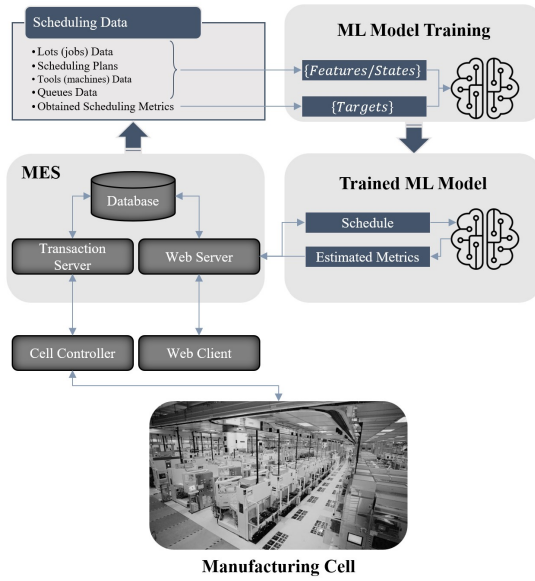 Scheduling Data
• Lots (jobs) Data
• Scheduling Plans
• Tools (machines) Data
• Queues Data
• Obtained Scheduling Metrics
ML Model Training
{Features/States}
{Targets}
MES
Database
Transaction
Server
Web Server
Trained ML Model
Schedule
Estimated Metrics
Cell Controller
Web Client
Manufacturing Cell